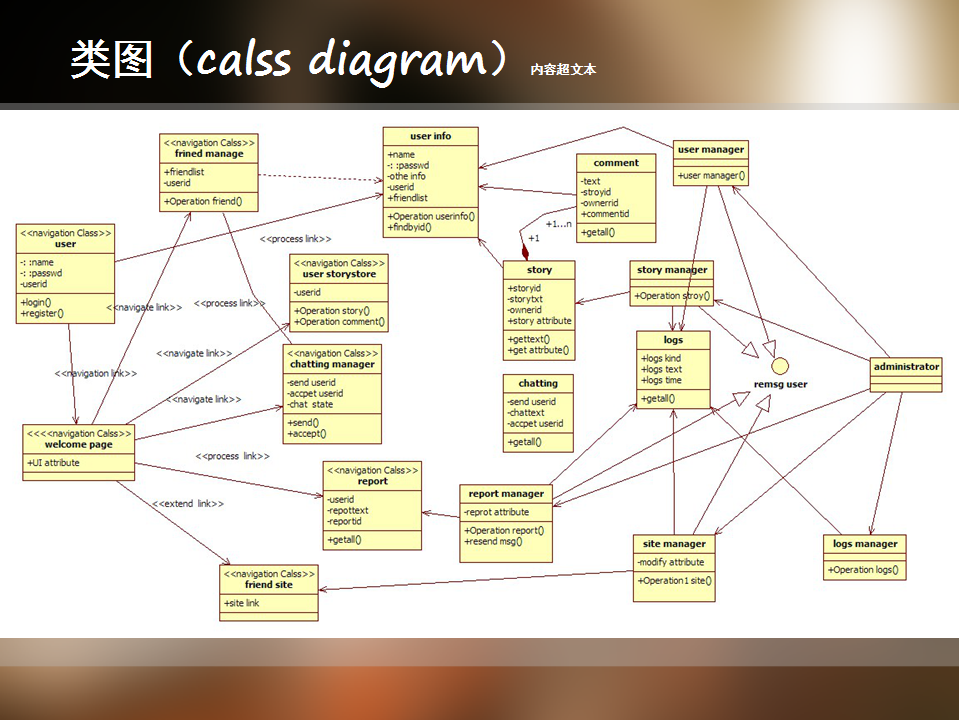 类图（calss diagram）内容超文本
<<navigation Calss>>
frined manage
+friendlist
-userid
+Operation friend()
user info
+name
-: :passwd
-othe info
-userid
+friendlist
+Operation userinfo()
+findbyid()
comment
-text
-stroyid
-ownerrid
+commentid
+getall()
user manager
+user manager()
<<navigation Class>>
user
-: :name
-: :passwd
-userid
+login()
+register()
<<process link>>
+1...n
+1
<<navigation Calss>>
user storystore
-userid
+Operation story()
+Operation comment()
story
+storyid
-storytxt
-ownerid
+story attribute
+gettext()
+get attrbute()
story manager
+Operation stroy()
<<navigate link>>
<<process link>>
<<navigate link>>
<<navigation link>>
<<navigate link>>
<<navigation Calss>>
chatting manager
-send userid
-accpet userid
-chat state
+send()
+accept()
logs
+logs kind
+logs text
+logs time
+getall()
remsg user
administrator
chatting
-send userid
-chattext
-accpet userid
+getall()
<<<<navigation Calss>>
welcome page
+UI attribute
<<process link>>
<<extend link>>
<<navigation Calss>>
report
-userid
-repottext
-reportid
+getall()
report manager
-reprot attribute
+Operation report()
+resend msg()
site manager
-modify attribute
+Operation1 site()
logs manager
+Operation logs()
<<navigation Calss>>
friend site
+site link